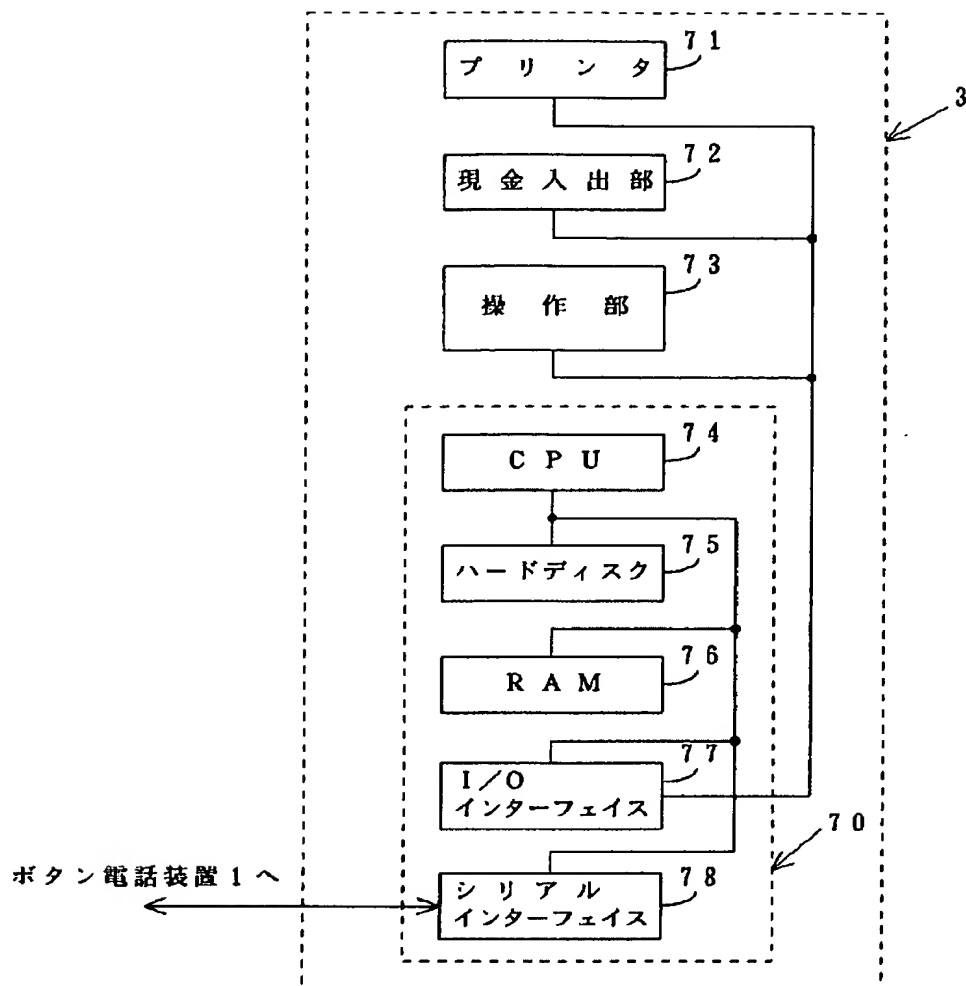 ７１
プリンタ
３
７２
現金入出部
７３
操作部
７４
ＣＰＵ
７５
ハードディスク
７６
ＲＡＭ
７７
Ｉ／Ｏ
インターフェイス
７０
ボタン電話装置１へ
７８
シリアル
インターフェイス